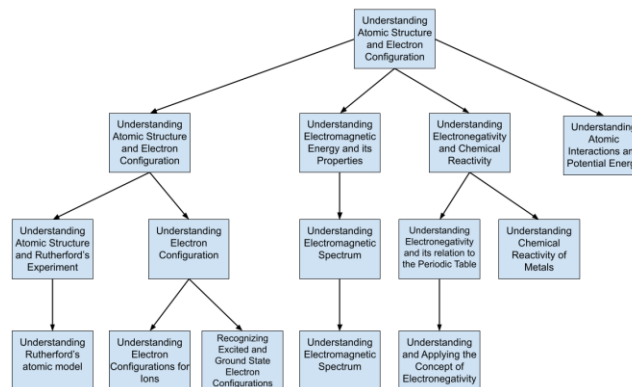 Understanding
Atomic Structure
and Electron
Configuration
Understanding
Atomic Structure
and Electron
Configuration
Understanding
Electromagnetic
Energy and its
Properties
Understanding
Electronegativity
and Chemical
Reactivity
Understanding
Atomic
Interactions and
Potential Energy
Understanding
Atomic Structure
and Rutherford's
Experiment
Understanding
Electron
Configuration
Understanding
Electromagnetic
Spectrum
Understanding
Electronegativity
and its relation to
the Periodic Table
Understanding
Chemical
Reactivity of
Metals
Understanding
Rutherford's
atomic model
Understanding
Electron
Configurations for
Ions
Recognizing
Excited and
Ground State
Electron
Configurations
Understanding
Electromagnetic
Spectrum
Understanding
and Applying the
Concept of
Electronegativity